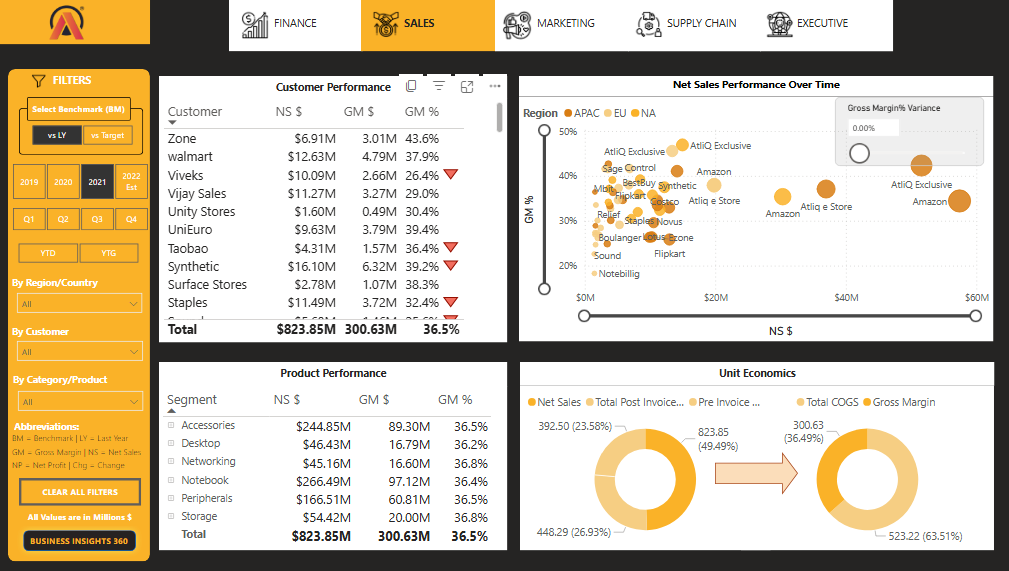 FINANCE
SALES
MARKETING
SUPPLY CHAIN
EXECUTIVE
FILTERS
Select Benchmark (BM)
vs LY
vs Target
2019
2020
2021
2022 Est
Q1
Q2
Q3
Q4
YTD
YTG
By Region/Country
All
By Customer
All
By Category/Product
All
Abbreviations:
BM = Benchmark | LY = Last Year
GM = Gross Margin | NS = Net Sales
NP = Net Profit | Chg = Change
CLEAR ALL FILTERS
All Values are in Millions $
BUSINESS INSIGHTS 360
Customer Performance
Customer NS $ GM $ GM %
Zone $6.91M 3.01M 43.6%
walmart $12.63M 4.79M 37.9%
Viveks $10.09M 2.66M 26.4%
Vijay Sales $11.27M 3.27M 29.0%
Unity Stores $1.60M 0.49M 30.4%
UniEuro $9.63M 3.79M 39.4%
Taobao $4.31M 1.57M 36.4%
Synthetic $16.10M 6.32M 39.2%
Surface Stores $2.78M 1.07M 38.3%
Staples $11.49M 3.72M 32.4%
Total $823.85M 300.63M 36.5%
Net Sales Performance Over Time
Region APAC EU NA
Gross Margin% Variance
0.00%
50%
40%
30%
20%
GM %
AtliQ Exclusive
AtliQ Exclusive
Sage
Control
Amazon
Mbit
BestBuy
Synthetic
Flipkart
Costco
Atliq e Store
Amazon
Atliq e Store
AtliQ Exclusive
Amazon
Relief
Staples
Novus
Boulanger
Lotus
Ezone
Sound
Flipkart
Notebillig
$0M
$20M
$40M
$60M
NS $
Product Performance
Segment NS $ GM $ GM %
Accessories $244.85M 89.30M 36.5%
Desktop $46.43M 16.79M 36.2%
Networking $45.16M 16.60M 36.8%
Notebook $266.49M 97.12M 36.4%
Peripherals $166.51M 60.81M 36.5%
Storage $54.42M 20.00M 36.8%
Total $823.85M 300.63M 36.5%
Unit Economics
Net Sales Total Post Invoice... Pre Invoice ...
392.50 (23.58%)
823.85
(49.49%)
448.29 (26.93%)
Total COGS Gross Margin
300.63
(36.49%)
523.22 (63.51%)